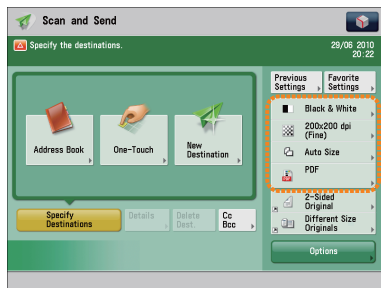 Scan and Send
Specify the destinations.
29/06 2010
20:22
Previous
Settings
Favorite
Settings
Black & White
200x200 dpi
(Fine)
Auto Size
PDF
Address Book
One-Touch
New
Destination
2-Sided
Original
Different Size
Originals
Specify
Destinations
Details
Delete
Dest.
Cc
Bcc
Options